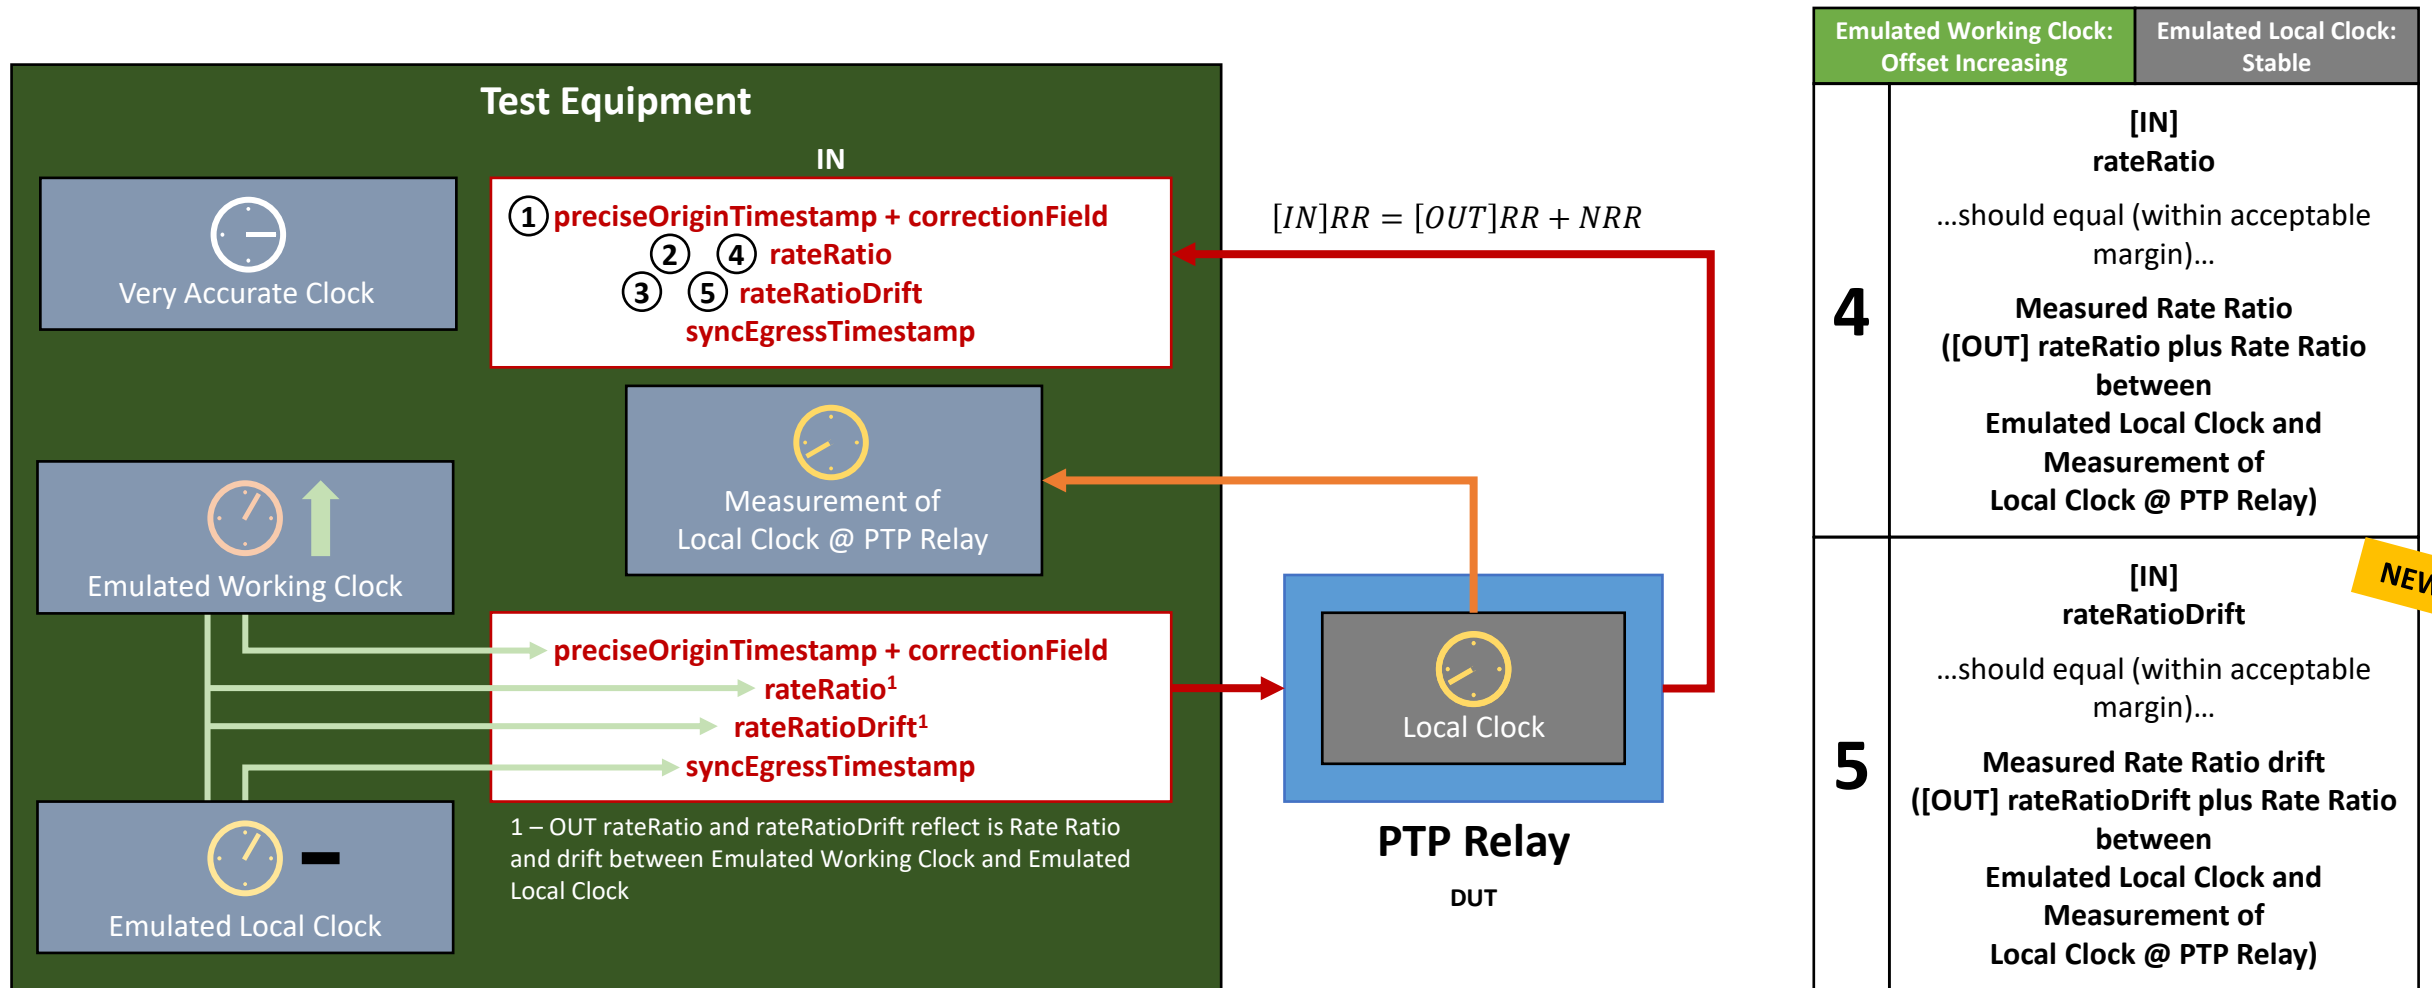 Test Equipment
IN
Very Accurate Clock
1 preciseOriginTimestamp + correctionField
2 4 rateRatio
3 5 rateRatioDrift
syncEgressTimestamp
[IN]RR = [OUT]RR + NRR
Measurement of
Local Clock @ PTP Relay
Emulated Working Clock
preciseOriginTimestamp + correctionField
rateRatio¹
rateRatioDrift¹
syncEgressTimestamp
Emulated Local Clock
1 – OUT rateRatio and rateRatioDrift reflect is Rate Ratio
and drift between Emulated Working Clock and Emulated
Local Clock
Local Clock
PTP Relay
DUT
Emulated Working Clock:
Offset Increasing
Emulated Local Clock:
Stable
4
[IN]
rateRatio
...should equal (within acceptable
margin)...
Measured Rate Ratio
([OUT] rateRatio plus Rate Ratio
between
Emulated Local Clock and
Measurement of
Local Clock @ PTP Relay)
5
[IN]
rateRatioDrift
...should equal (within acceptable
margin)...
Measured Rate Ratio drift
([OUT] rateRatioDrift plus Rate Ratio
between
Emulated Local Clock and
Measurement of
Local Clock @ PTP Relay)
NEW